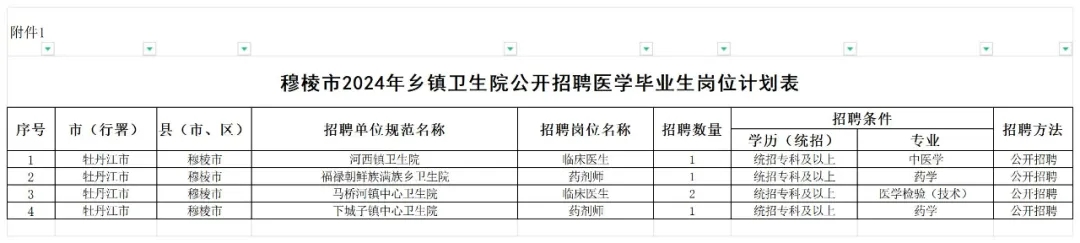 附件1
穆棱市2024年乡镇卫生院公开招聘医学毕业生岗位计划表
序号 市（行署） 县（市、区） 招聘单位规范名称 招聘岗位名称 招聘数量 招聘条件 招聘方法
学历（统招） 专业
1 牡丹江市 穆棱市 河西镇卫生院 临床医生 1 统招专科及以上 中医学 公开招聘
2 牡丹江市 穆棱市 福禄朝鲜族满族乡卫生院 药剂师 1 统招专科及以上 药学 公开招聘
3 牡丹江市 穆棱市 马桥河镇中心卫生院 临床医生 2 统招专科及以上 医学检验（技术） 公开招聘
4 牡丹江市 穆棱市 下城子镇中心卫生院 药剂师 1 统招专科及以上 药学 公开招聘